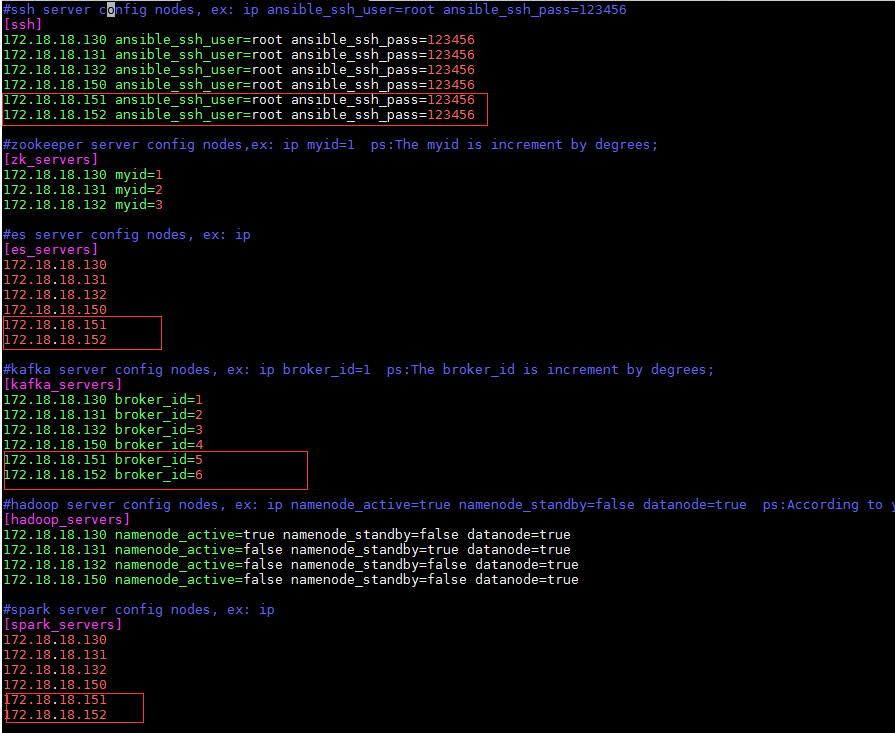 #ssh server config nodes, ex: ip ansible_ssh_user=root ansible_ssh_pass=123456
[ssh]
172.18.18.130 ansible_ssh_user=root ansible_ssh_pass=123456
172.18.18.131 ansible_ssh_user=root ansible_ssh_pass=123456
172.18.18.132 ansible_ssh_user=root ansible_ssh_pass=123456
172.18.18.150 ansible_ssh_user=root ansible_ssh_pass=123456
172.18.18.151 ansible_ssh_user=root ansible_ssh_pass=123456
172.18.18.152 ansible_ssh_user=root ansible_ssh_pass=123456
#zookeeper server config nodes,ex: ip myid=1  ps:The myid is increment by degrees;
[zk_servers]
172.18.18.130 myid=1
172.18.18.131 myid=2
172.18.18.132 myid=3
#es server config nodes, ex: ip
[es_servers]
172.18.18.130
172.18.18.131
172.18.18.132
172.18.18.150
172.18.18.151
172.18.18.152
#kafka server config nodes, ex: ip broker_id=1  ps:The broker_id is increment by degrees;
[kafka_servers]
172.18.18.130 broker_id=1
172.18.18.131 broker_id=2
172.18.18.132 broker_id=3
172.18.18.150 broker_id=4
172.18.18.151 broker_id=5
172.18.18.152 broker_id=6
#hadoop server config nodes, ex: ip namenode_active=true namenode_standby=false datanode=true  ps:According to
[hadoop_servers]
172.18.18.130 namenode_active=true namenode_standby=false datanode=true
172.18.18.131 namenode_active=false namenode_standby=true datanode=true
172.18.18.132 namenode_active=false namenode_standby=false datanode=true
172.18.18.150 namenode_active=false namenode_standby=false datanode=true
#spark server config nodes, ex: ip
[spark_servers]
172.18.18.130
172.18.18.131
172.18.18.132
172.18.18.150
172.18.18.151
172.18.18.152